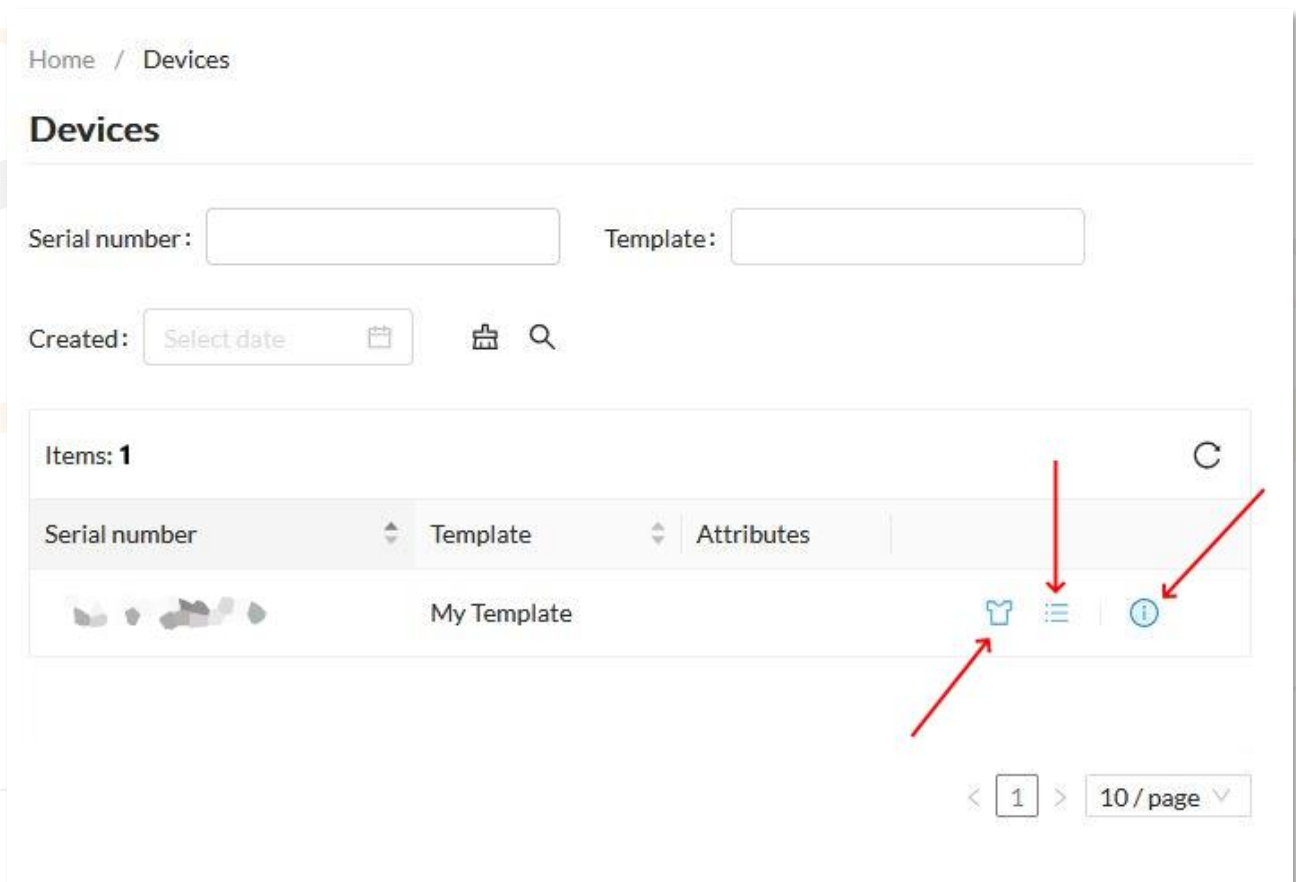 Home / Devices
Devices
Serial number: Template:
Created: Select date
Items: 1
Serial number Template Attributes
My Template
< 1 > 10 / page